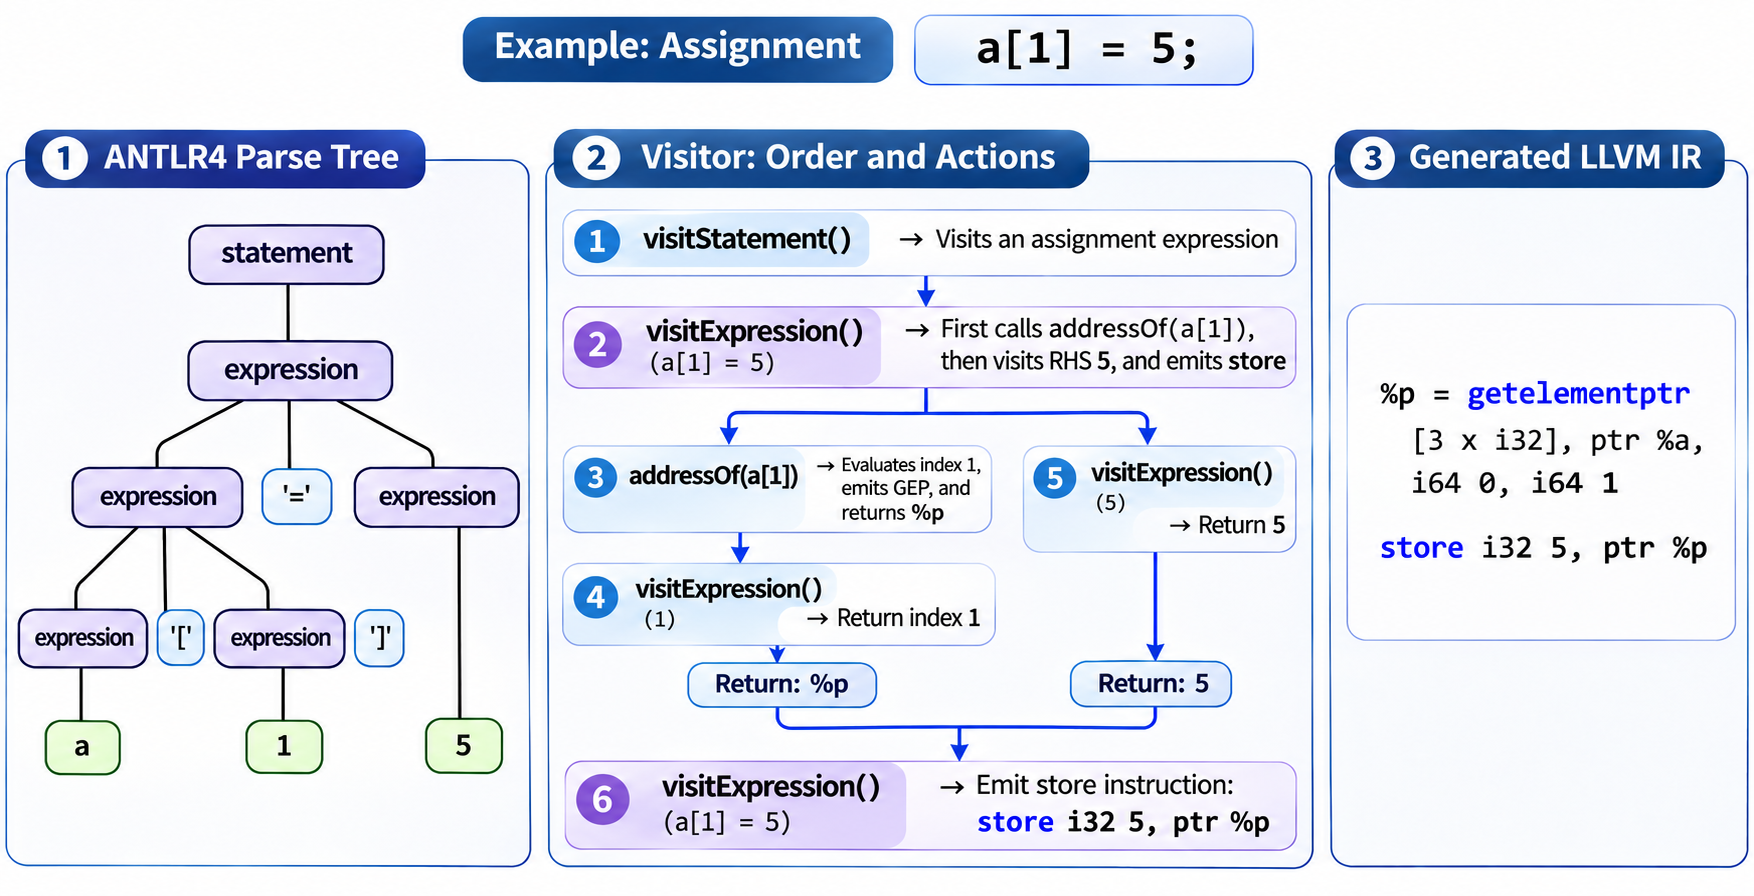 Example: Assignment
a[1] = 5;
1 ANTLR4 Parse Tree
statement
expression
expression
'='
expression
expression
'['
expression
']'
a
1
5
2 Visitor: Order and Actions
1 visitStatement() → Visits an assignment expression
2 visitExpression()
(a[1] = 5)
→ First calls addressOf(a[1]),
then visits RHS 5, and emits store
3 addressOf(a[1])
→ Evaluates index 1,
emits GEP, and
returns %p
4 visitExpression()
(1)
→ Return index 1
Return: %p
5 visitExpression()
(5)
→ Return 5
Return: 5
6 visitExpression()
(a[1] = 5)
→ Emit store instruction:
store i32 5, ptr %p
3 Generated LLVM IR
%p = getelementptr
[3 x i32], ptr %a,
i64 0, i64 1
store i32 5, ptr %p